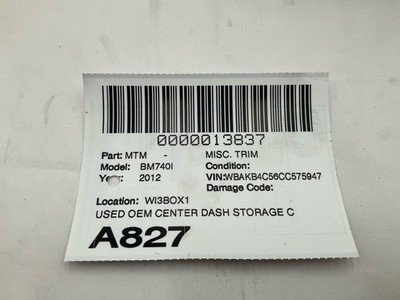 0000013837
Part: MTM - MISC. TRIM
Model: BM740I Condition:
Year: 2012 VIN:WBAKB4C56CC575947
Damage Code:
Location: WI3BOX1
USED OEM CENTER DASH STORAGE C
A827